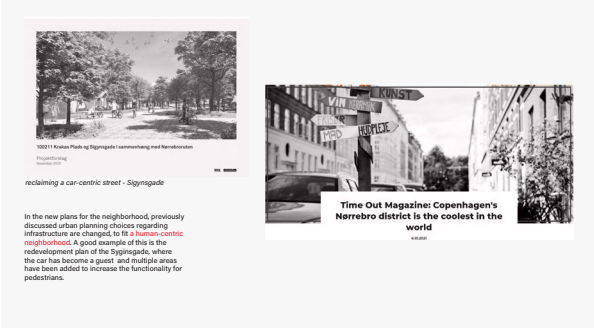 100211 Krakas Plads og Sigynsgade i sammenhæng med Nørrebroruten
Projektforslag
November 2022
reclaiming a car-centric street - Sigynsgade
In the new plans for the neighborhood, previously
discussed urban planning choices regarding
infrastructure are changed, to fit a human-centric
neighborhood. A good example of this is the
redevelopment plan of the Syginsgade, where
the car has become a guest and multiple areas
have been added to increase the functionality for
pedestrians.
KUNST
VIN
KERAMIK
MAD
HUDPLEJE
Time Out Magazine: Copenhagen's
Nørrebro district is the coolest in the
world